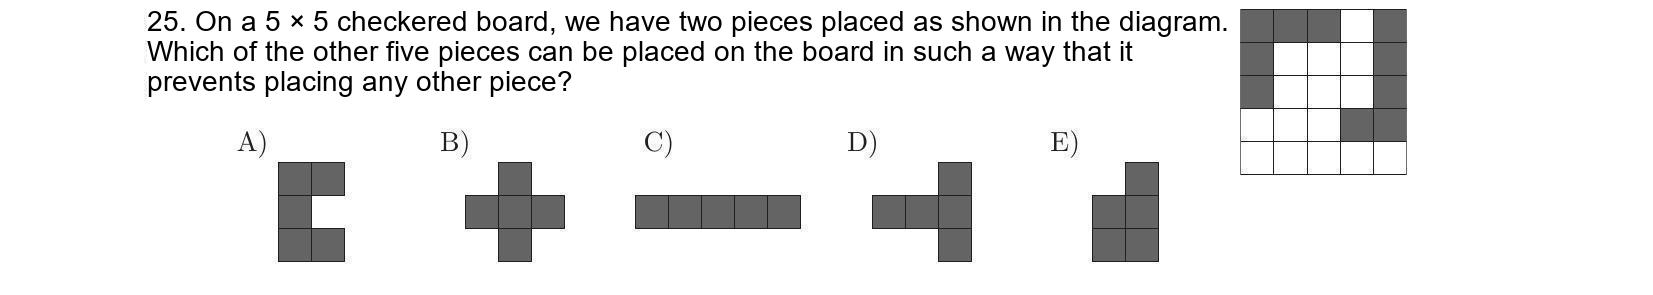 25. On a 5 × 5 checkered board, we have two pieces placed as shown in the diagram.
Which of the other five pieces can be placed on the board in such a way that it
prevents placing any other piece?
A) B) C) D) E)